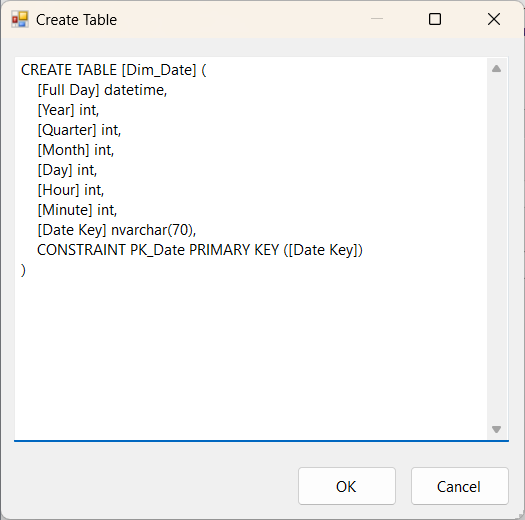 Create Table
CREATE TABLE [Dim_Date] (
    [Full Day] datetime,
    [Year] int,
    [Quarter] int,
    [Month] int,
    [Day] int,
    [Hour] int,
    [Minute] int,
    [Date Key] nvarchar(70),
    CONSTRAINT PK_Date PRIMARY KEY ([Date Key])
)
OK
Cancel